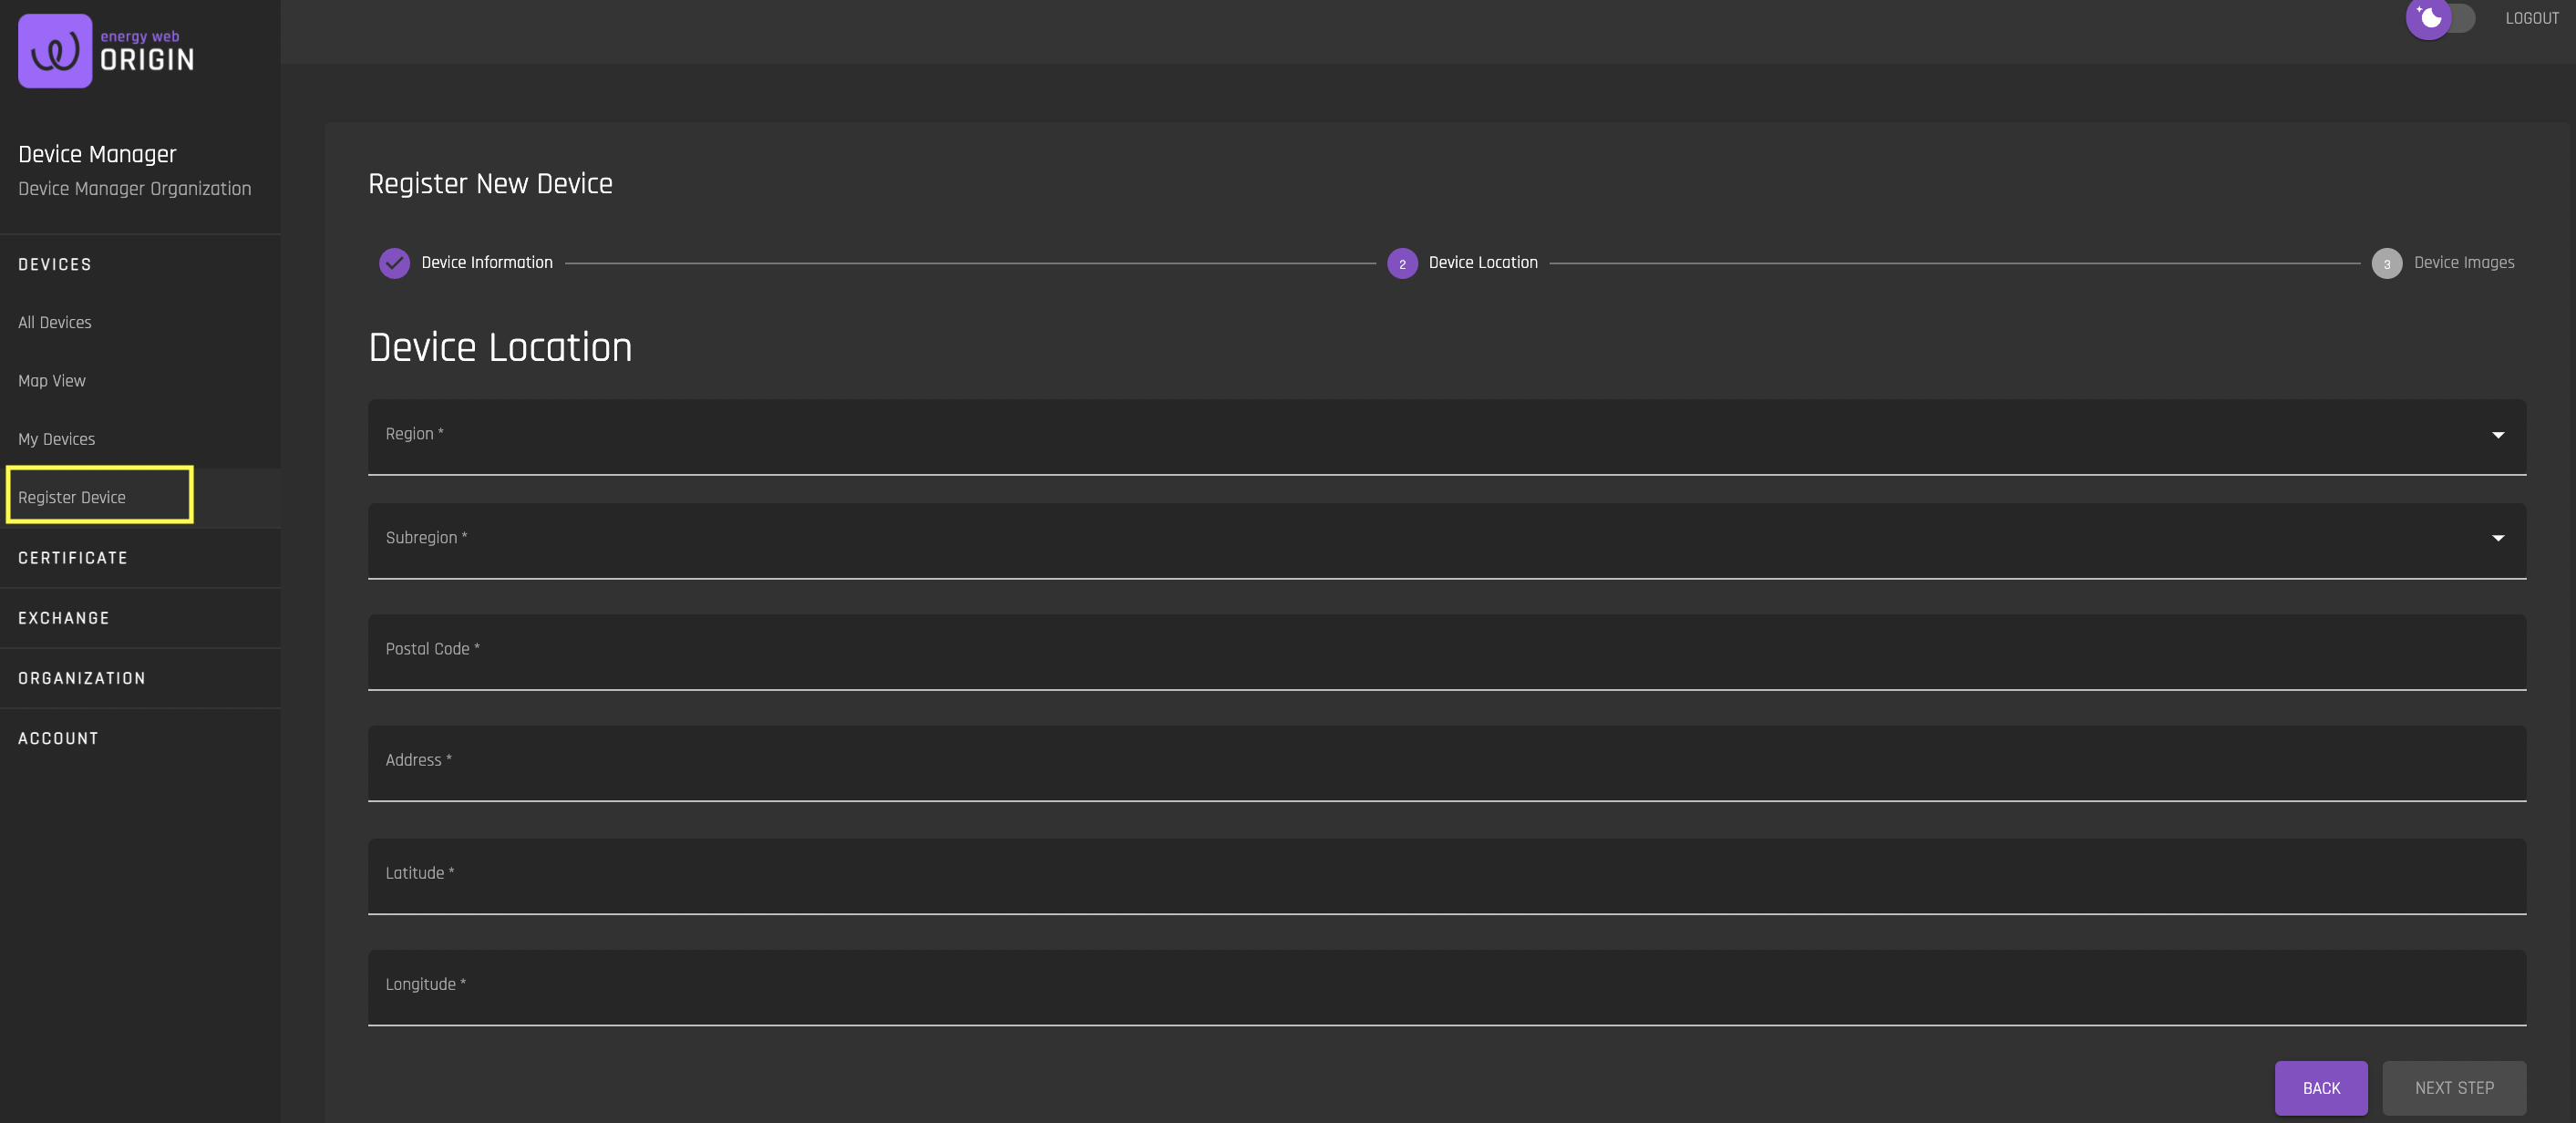 energy web
ORIGIN
LOGOUT
Device Manager
Device Manager Organization
DEVICES
All Devices
Map View
My Devices
Register Device
CERTIFICATE
EXCHANGE
ORGANIZATION
ACCOUNT
Register New Device
Device Information
2 Device Location
3 Device Images
Device Location
Region *
Subregion *
Postal Code *
Address *
Latitude *
Longitude *
BACK
NEXT STEP